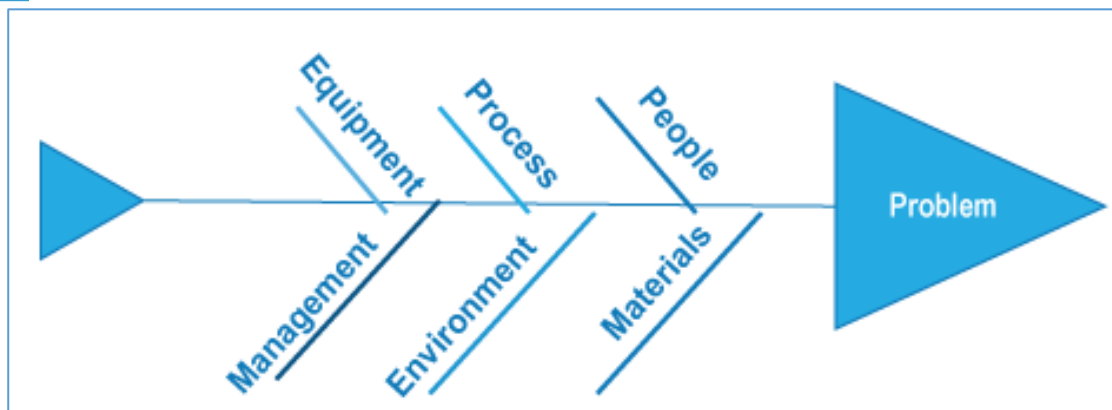 Equipment
Process
People
Problem
Management
Environment
Materials